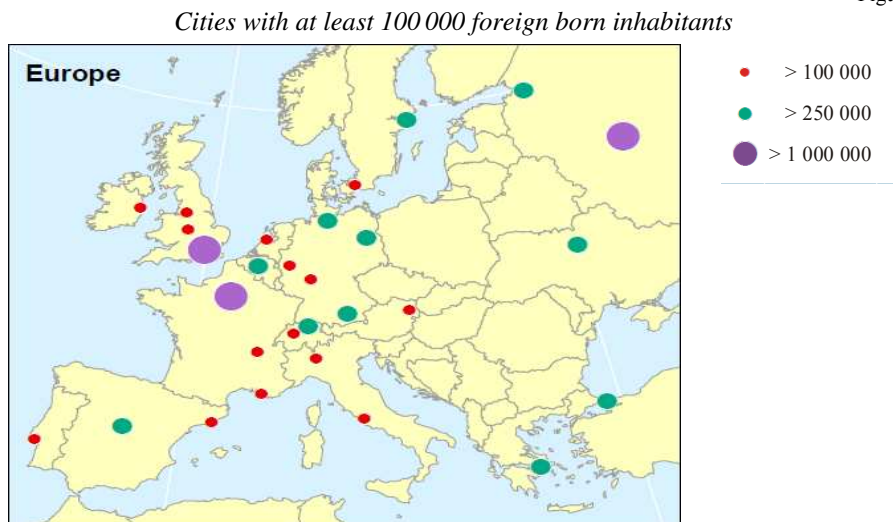 Cities with at least 100 000 foreign born inhabitants
Europe
> 100 000
> 250 000
> 1 000 000